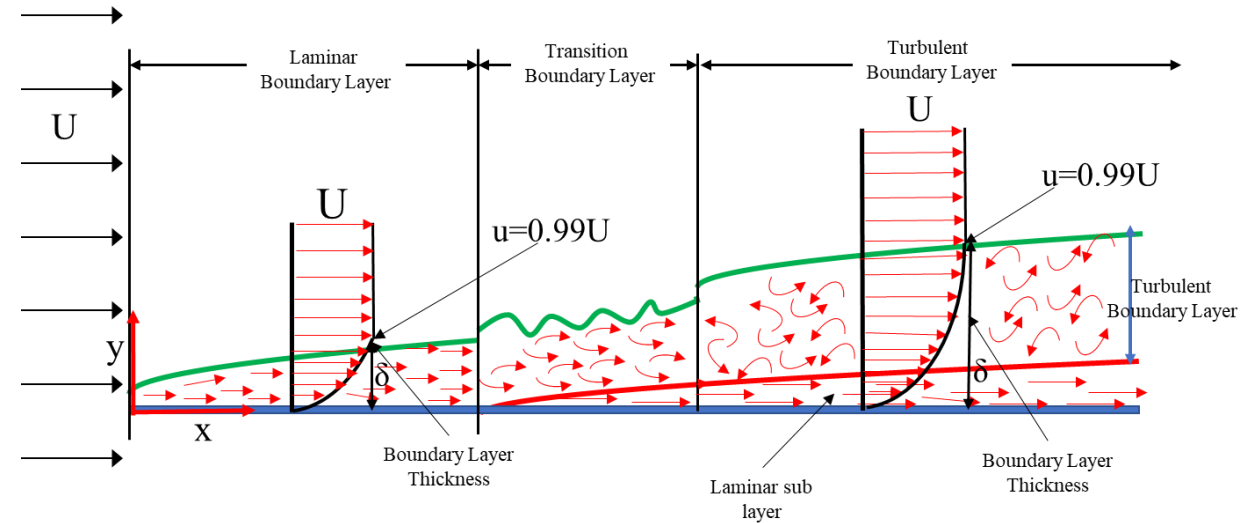 Laminar
Boundary Layer
Transition
Boundary Layer
Turbulent
Boundary Layer
U
U
U
u=0.99U
u=0.99U
y
x
δ
δ
Turbulent
Boundary Layer
Boundary Layer
Thickness
Laminar sub
layer
Boundary Layer
Thickness